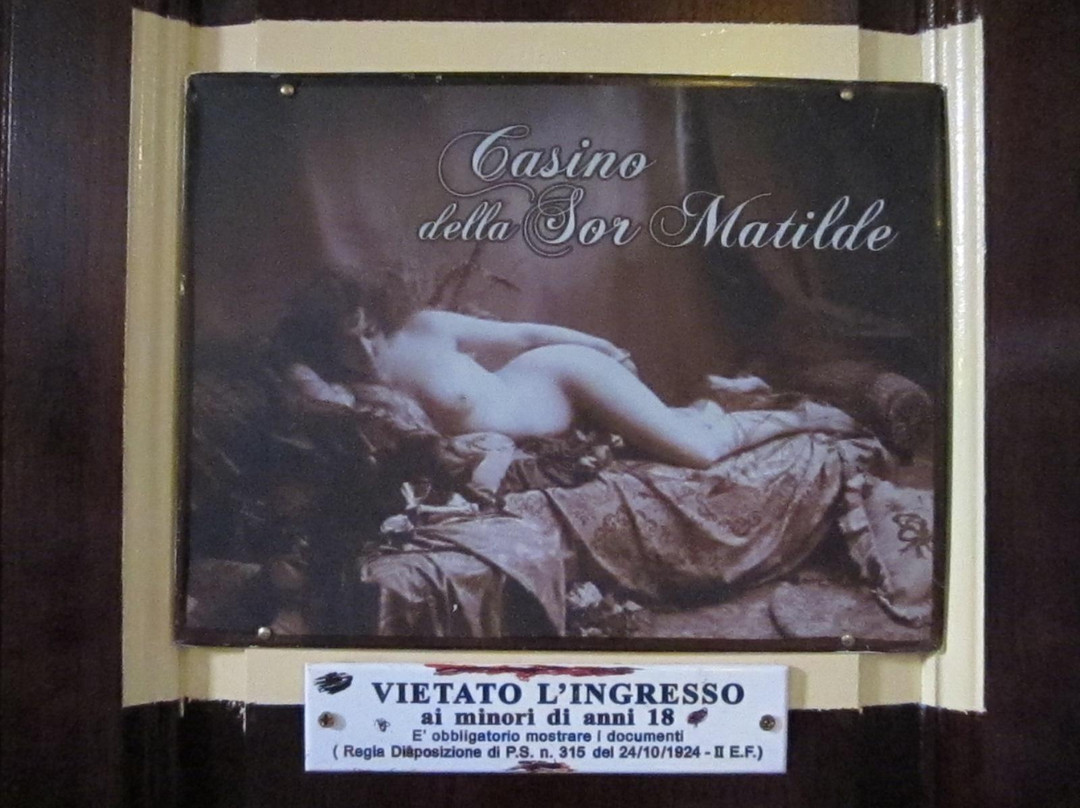 Casino
della Sor Matilde
VIETATO L'INGRESSO
ai minori di anni 18
E' obbligatorio mostrare i documenti
( Regia Disposizione di P.S. n. 315 del 24/10/1924 - II E.F.)